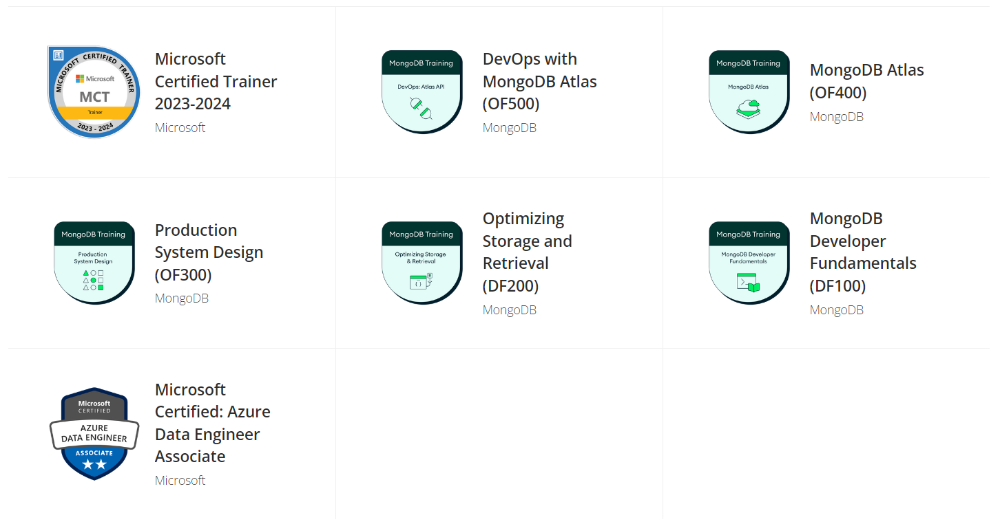 MICROSOFT CERTIFIED TRAINER
Microsoft
MCT
Trainer
2023 - 2024
Microsoft
Certified Trainer
2023-2024
Microsoft
MongoDB Training
DevOps: Atlas API
DevOps with
MongoDB Atlas
(OF500)
MongoDB
MongoDB Training
MongoDB Atlas
MongoDB Atlas
(OF400)
MongoDB
MongoDB Training
Production
System Design
Production
System Design
(OF300)
MongoDB
MongoDB Training
Optimizing Storage
& Retrieval
{ }
Optimizing
Storage and
Retrieval
(DF200)
MongoDB
MongoDB Training
MongoDB Developer
Fundamentals
MongoDB
Developer
Fundamentals
(DF100)
MongoDB
Microsoft
CERTIFIED
AZURE
DATA ENGINEER
ASSOCIATE
Microsoft
Certified: Azure
Data Engineer
Associate
Microsoft